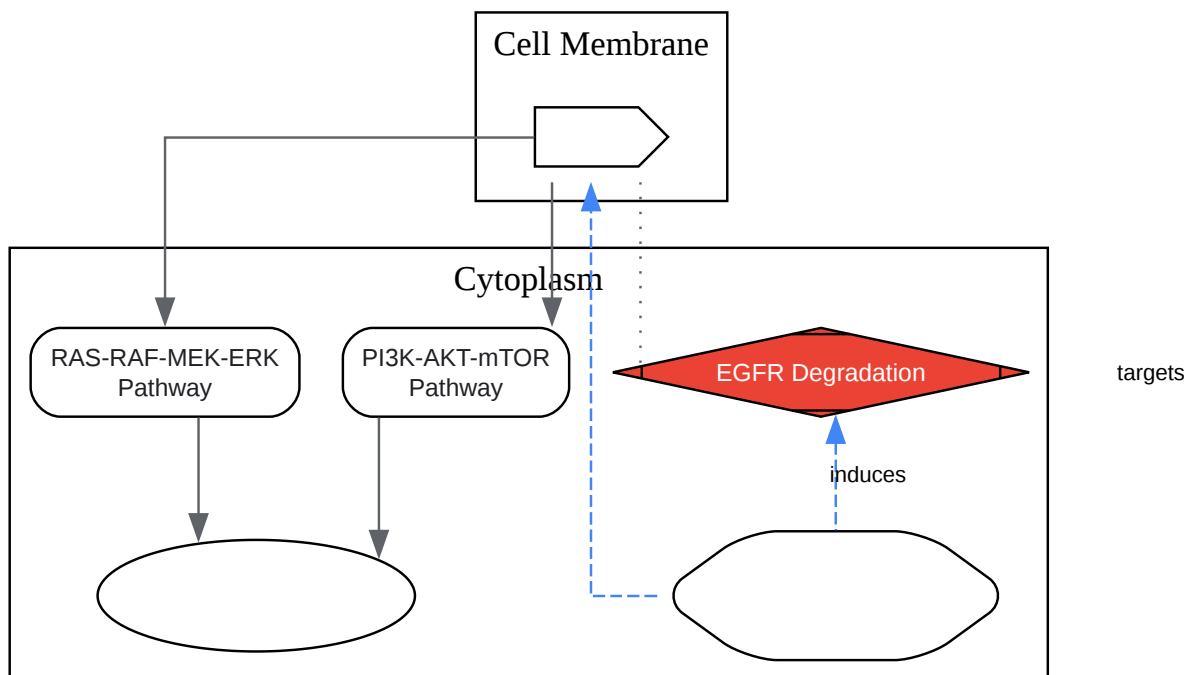 Cell Membrane
Cytoplasm
RAS-RAF-MEK-ERK
Pathway
PI3K-AKT-mTOR
Pathway
EGFR Degradation
targets
induces